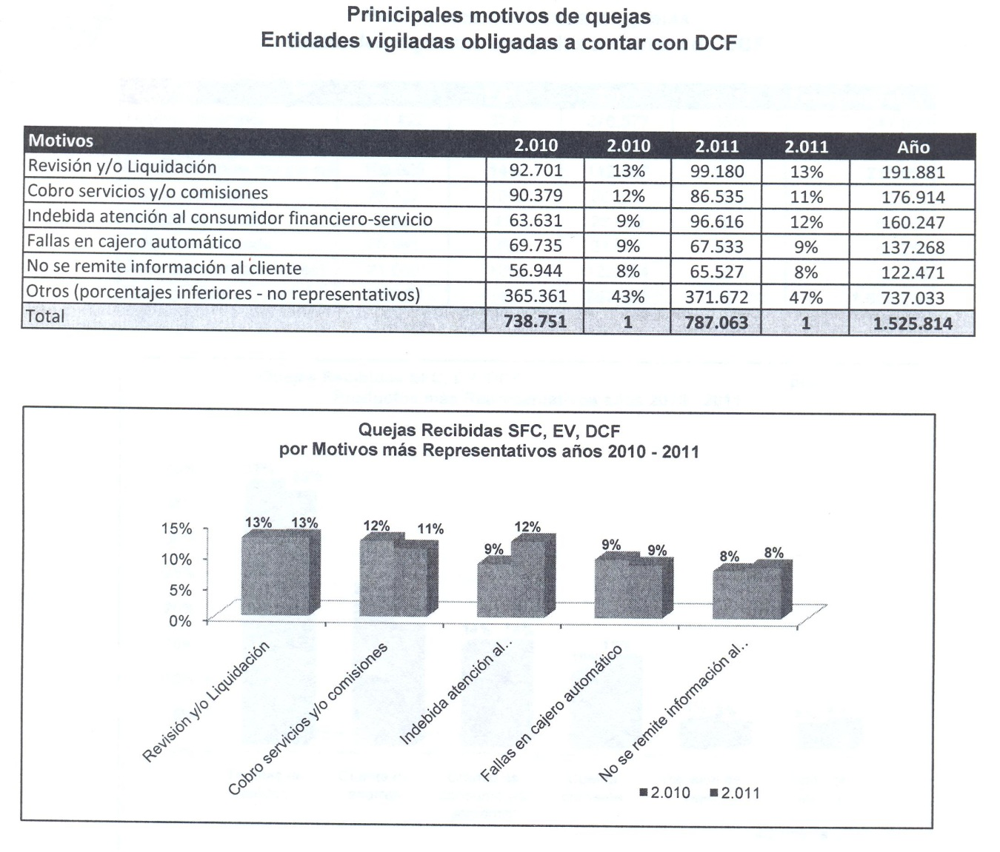 Prinicipales motivos de quejas
Entidades vigiladas obligadas a contar con DCF
Motivos 2.010 2.010 2.011 2.011 Año
Revisión y/o Liquidación 92.701 13% 99.180 13% 191.881
Cobro servicios y/o comisiones 90.379 12% 86.535 11% 176.914
Indebida atención al consumidor financiero-servicio 63.631 9% 96.616 12% 160.247
Fallas en cajero automático 69.735 9% 67.533 9% 137.268
No se remite información al cliente 56.944 8% 65.527 8% 122.471
Otros (porcentajes inferiores - no representativos) 365.361 43% 371.672 47% 737.033
Total 738.751 1 787.063 1 1.525.814
Quejas Recibidas SFC, EV, DCF
por Motivos más Representativos años 2010 - 2011
13% 13% 12% 11% 9% 12% 9% 9% 8% 8%
15%
10%
5%
0%
Revisión y/o Liquidación
Cobro servicios y/o comisiones
Indebida atención al..
Fallas en cajero automático
No se remite información al..
2.010 2.011